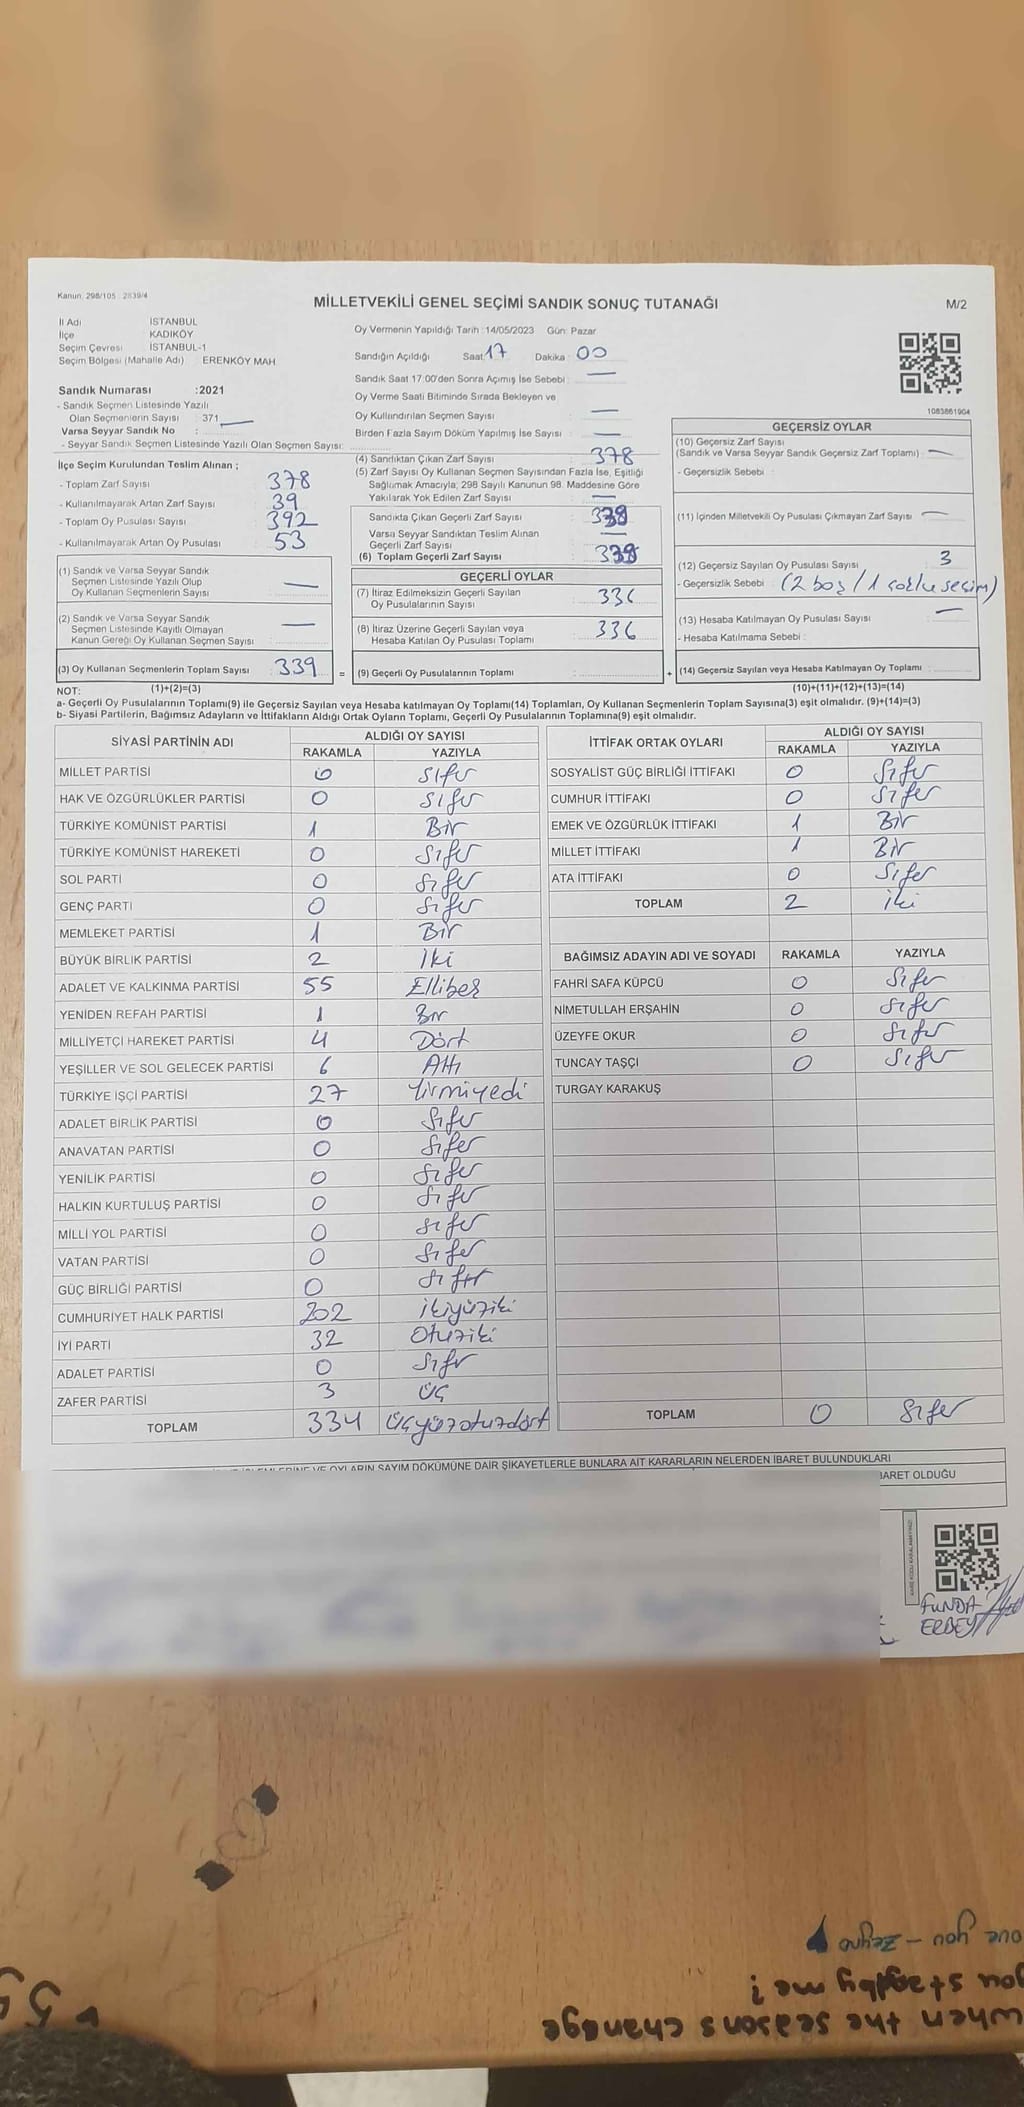 Kanun, 298/105 : 2839/4
MİLLETVEKİLİ GENEL SEÇİMİ SANDIK SONUÇ TUTANAĞI
M/2
İl Adı İSTANBUL
İlçe KADIKÖY
Seçim Çevresi İSTANBUL-1
Seçim Bölgesi (Mahalle Adı) ERENKÖY MAH
Sandık Numarası :2021
- Sandık Seçmen Listesinde Yazılı
Olan Seçmenlerin Sayısı : 371
Varsa Seyyar Sandık No :
- Seyyar Sandık Seçmen Listesinde Yazılı Olan Seçmen Sayısı:
İlçe Seçim Kurulundan Teslim Alınan ;
- Toplam Zarf Sayısı 378
- Kullanılmayarak Artan Zarf Sayısı 39
- Toplam Oy Pusulası Sayısı 392
- Kullanılmayarak Artan Oy Pusulası 53
(1) Sandık ve Varsa Seyyar Sandık
Seçmen Listesinde Yazılı Olup
Oy Kullanan Seçmenlerin Sayısı : —
(2) Sandık ve Varsa Seyyar Sandık
Seçmen Listesinde Kayıtlı Olmayan
Kanun Gereği Oy Kullanan Seçmen Sayısı : —
(3) Oy Kullanan Seçmenlerin Toplam Sayısı : 339 =
Oy Vermenin Yapıldığı Tarih :14/05/2023 Gün: Pazar
Sandığın Açıldığı Saat: 17 Dakika : 00
Sandık Saat 17:00'den Sonra Açımış İse Sebebi : —
Oy Verme Saati Bitiminde Sırada Bekleyen ve
Oy Kullandırılan Seçmen Sayısı : —
Birden Fazla Sayım Döküm Yapılmış İse Sayısı : —
(4) Sandıktan Çıkan Zarf Sayısı : 378
(5) Zarf Sayısı Oy Kullanan Seçmen Sayısından Fazla İse, Eşitliği
Sağlumak Amacıyla; 298 Sayılı Kanunun 98. Maddesine Göre
Yakılarak Yok Edilen Zarf Sayısı : —
Sandıkta Çıkan Geçerli Zarf Sayısı : 339
Varsa Seyyar Sandıktan Teslim Alınan
Geçerli Zarf Sayısı : —
(6) Toplam Geçerli Zarf Sayısı : 339
GEÇERLİ OYLAR
(7) İtiraz Edilmeksizin Geçerli Sayılan
Oy Pusulalarının Sayısı : 336
(8) İtiraz Üzerine Geçerli Sayılan veya
Hesaba Katılan Oy Pusulası Toplamı : 336
(9) Geçerli Oy Pusulalarının Toplamı : +
1083861904
GEÇERSİZ OYLAR
(10) Geçersiz Zarf Sayısı
(Sandık ve Varsa Seyyar Sandık Geçersiz Zarf Toplamı) : —
- Geçersizlik Sebebi :
(11) İçinden Milletvekili Oy Pusulası Çıkmayan Zarf Sayısı : —
(12) Geçersiz Sayılan Oy Pusulası Sayısı : 3
- Geçersizlik Sebebi : (2 boş / 1 çoklu seçim)
(13) Hesaba Katılmayan Oy Pusulası Sayısı : —
- Hesaba Katılmama Sebebi :
(14) Geçersiz Sayılan veya Hesaba Katılmayan Oy Toplamı :
NOT: (1)+(2)=(3) (10)+(11)+(12)+(13)=(14)
a- Geçerli Oy Pusulalarının Toplamı(9) ile Geçersiz Sayılan veya Hesaba katılmayan Oy Toplamı(14) Toplamları, Oy Kullanan Seçmenlerin Toplam Sayısına(3) eşit olmalıdır. (9)+(14)=(3)
b- Siyasi Partilerin, Bağımsız Adayların ve İttifakların Aldığı Ortak Oyların Toplamı, Geçerli Oy Pusulalarının Toplamına(9) eşit olmalıdır.
SİYASİ PARTİNİN ADI ALDIĞI OY SAYISI
RAKAMLA YAZIYLA
MİLLET PARTİSİ 0 Sıfır
HAK VE ÖZGÜRLÜKLER PARTİSİ 0 Sıfır
TÜRKİYE KOMÜNİST PARTİSİ 1 Bir
TÜRKİYE KOMÜNİST HAREKETİ 0 Sıfır
SOL PARTİ 0 Sıfır
GENÇ PARTİ 0 Sıfır
MEMLEKET PARTİSİ 1 Bir
BÜYÜK BİRLİK PARTİSİ 2 İki
ADALET VE KALKINMA PARTİSİ 55 Ellibeş
YENİDEN REFAH PARTİSİ 1 Bir
MİLLİYETÇİ HAREKET PARTİSİ 4 Dört
YEŞİLLER VE SOL GELECEK PARTİSİ 6 Altı
TÜRKİYE İŞÇİ PARTİSİ 27 Yirmiyedi
ADALET BİRLİK PARTİSİ 0 Sıfır
ANAVATAN PARTİSİ 0 Sıfır
YENİLİK PARTİSİ 0 Sıfır
HALKIN KURTULUŞ PARTİSİ 0 Sıfır
MİLLİ YOL PARTİSİ 0 Sıfır
VATAN PARTİSİ 0 Sıfır
GÜÇ BİRLİĞİ PARTİSİ 0 Sıfır
CUMHURİYET HALK PARTİSİ 202 ikiyüziki
İYİ PARTİ 32 Otuziki
ADALET PARTİSİ 0 Sıfır
ZAFER PARTİSİ 3 üç
TOPLAM 334 üçyüzotuzdört
İTTİFAK ORTAK OYLARI ALDIĞI OY SAYISI
RAKAMLA YAZIYLA
SOSYALİST GÜÇ BİRLİĞİ İTTİFAKI 0 Sıfır
CUMHUR İTTİFAKI 0 Sıfır
EMEK VE ÖZGÜRLÜK İTTİFAKI 1 Bir
MİLLET İTTİFAKI 1 Bir
ATA İTTİFAKI 0 Sıfır
TOPLAM 2 iki
BAĞIMSIZ ADAYIN ADI VE SOYADI RAKAMLA YAZIYLA
FAHRİ SAFA KÜPCÜ 0 Sıfır
NİMETULLAH ERŞAHİN 0 Sıfır
ÜZEYFE OKUR 0 Sıfır
TUNCAY TAŞÇI 0 Sıfır
TURGAY KARAKUŞ
TOPLAM 0 Sıfır
OYLARIN SAYIM DÖKÜMÜNE DAİR ŞİKAYETLERLE BUNLARA AİT KARARLARIN NELERDEN İBARET BULUNDUKLARI
BARET OLDUĞU
FUNDA
ERBEY
when the seasons change
you stay by me?
ove you – Zeyno